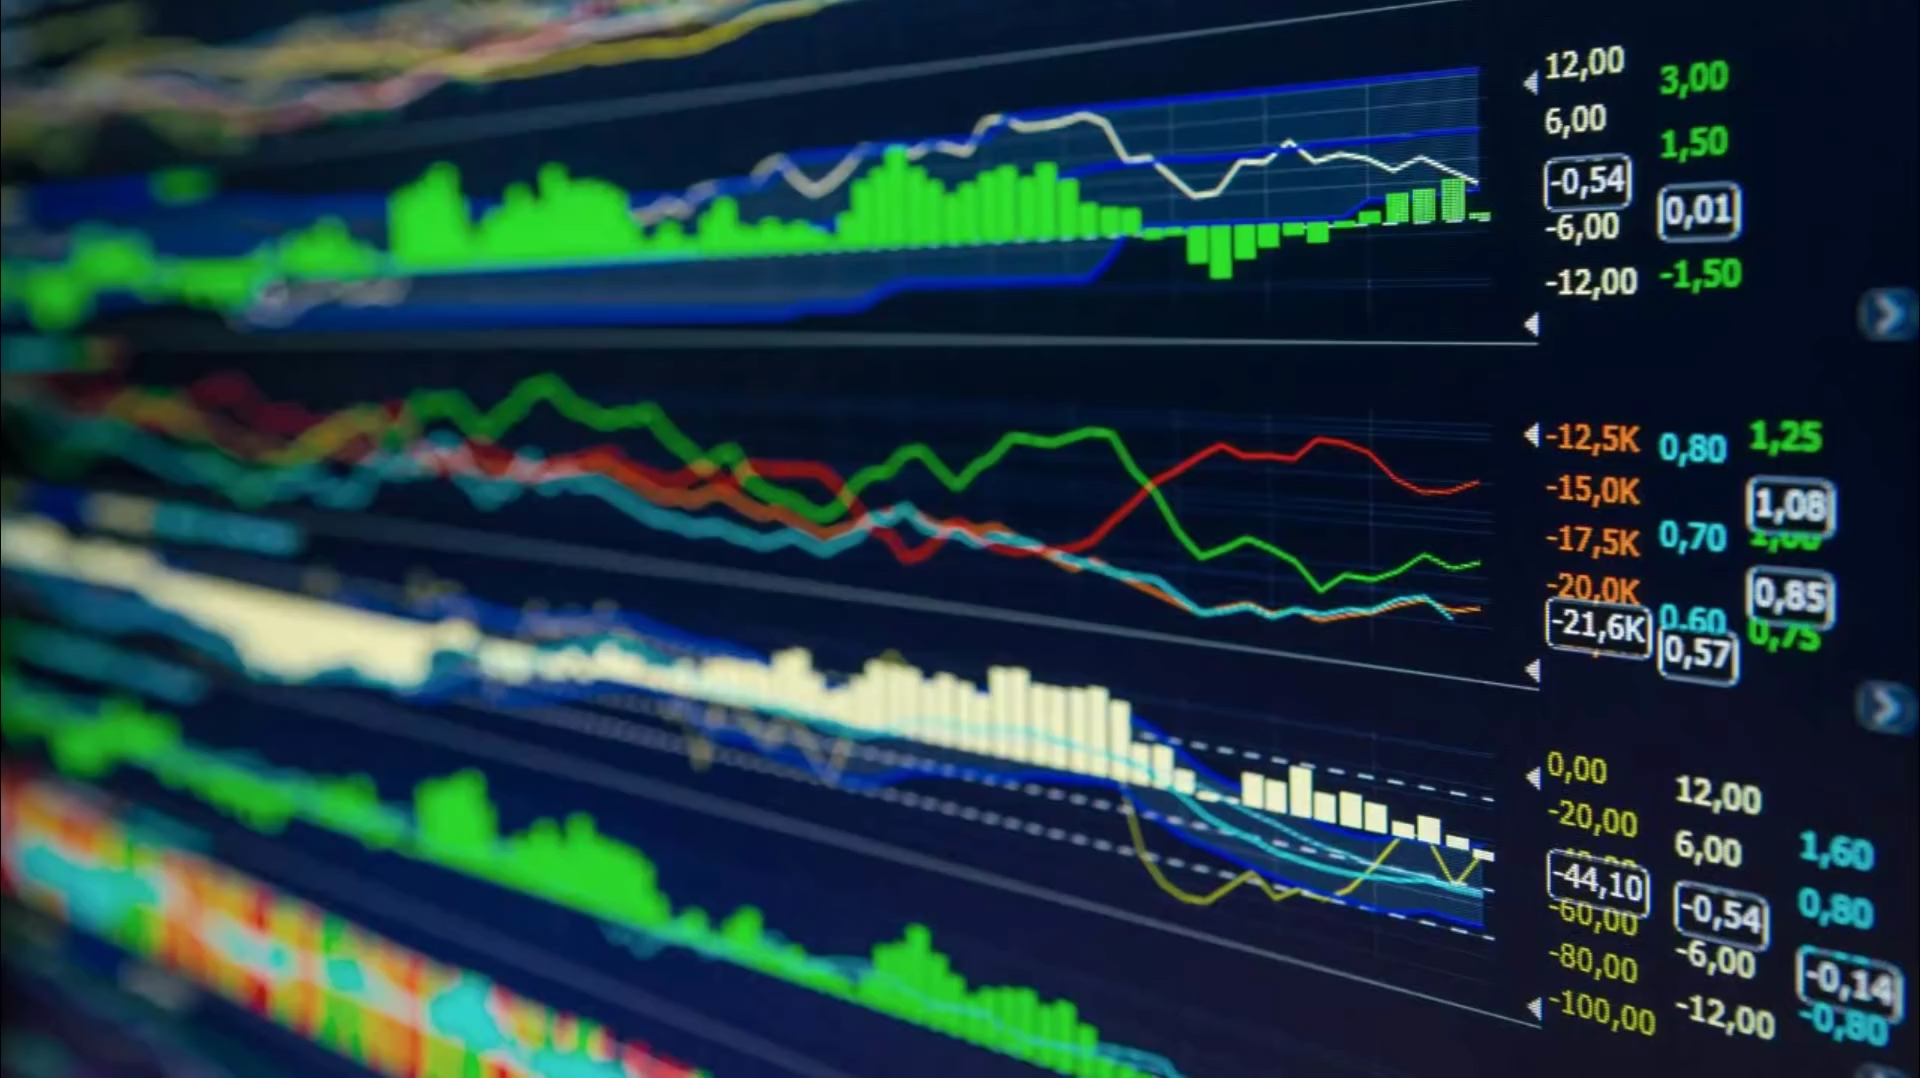 12,00 3,00
6,00 1,50
-0,54 0,01
-6,00
-12,00 -1,50
-12,5K 0,80 1,25
-15,0K 1,08
-17,5K 0,70
-20,0K 0,85
-21,6K 0,60 0,75
0,57
0,00 12,00
-20,00 6,00 1,60
-44,10 -0,54 0,80
-60,00
-80,00 -6,00 -0,14
-100,00 -12,00 -0,80